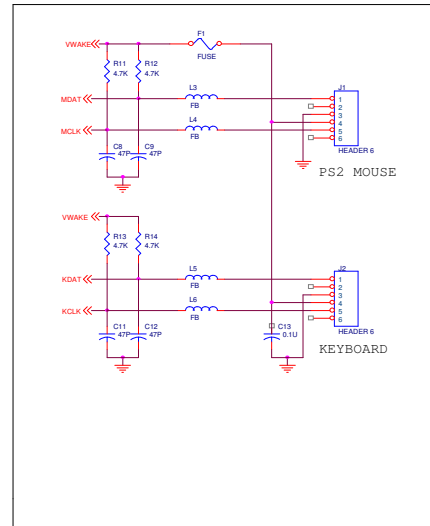 VWAKE
F1
FUSE
R11
4.7K
R12
4.7K
MDAT
L3
FB
J1
1
2
3
4
5
6
HEADER 6
MCLK
L4
FB
C8
47P
C9
47P
PS2 MOUSE
VWAKE
R13
4.7K
R14
4.7K
KDAT
L5
FB
J2
1
2
3
4
5
6
HEADER 6
KCLK
L6
FB
C11
47P
C12
47P
C13
0.1U
KEYBOARD